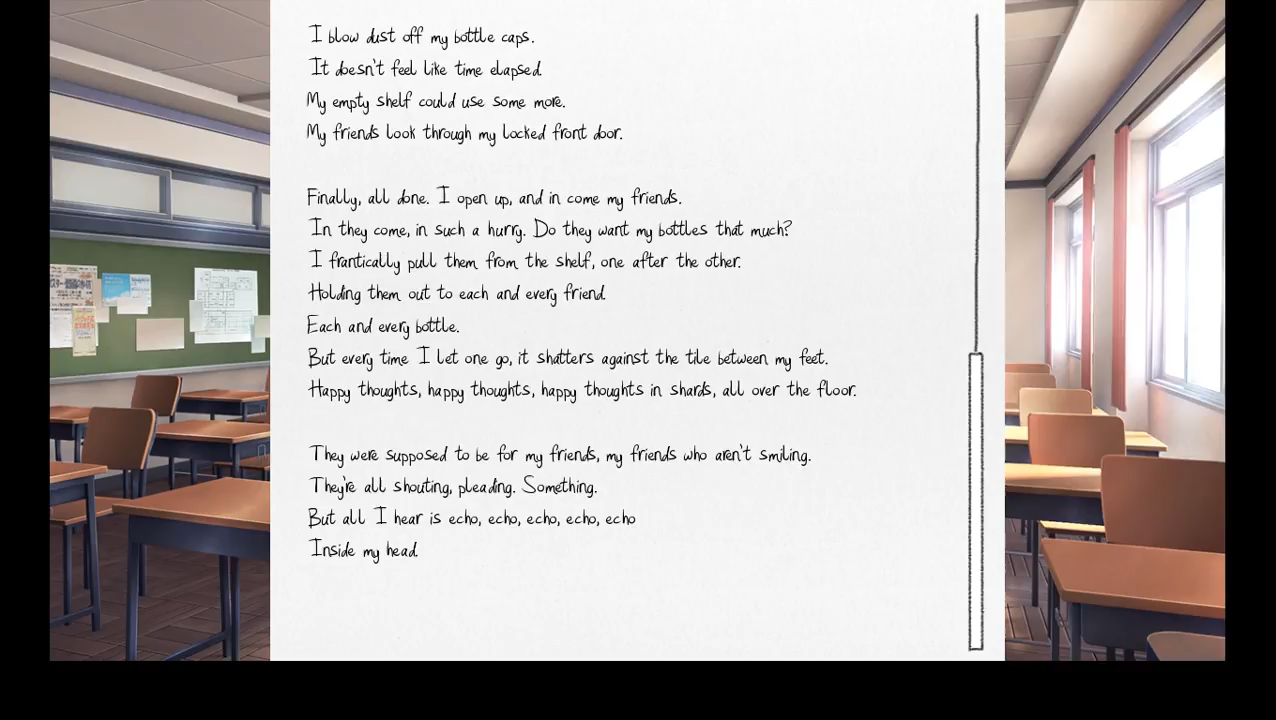 I blow dust off my bottle caps.
It doesn't feel like time elapsed.
My empty shelf could use some more.
My friends look through my locked front door.
Finally, all done. I open up, and in come my friends.
In they come, in such a hurry. Do they want my bottles that much?
I frantically pull them from the shelf, one after the other.
Holding them out to each and every friend.
Each and every bottle.
But every time I let one go, it shatters against the tile between my feet.
Happy thoughts, happy thoughts, happy thoughts in shards, all over the floor.
They were supposed to be for my friends, my friends who aren't smiling.
They're all shouting, pleading. Something.
But all I hear is echo, echo, echo, echo, echo
Inside my head.